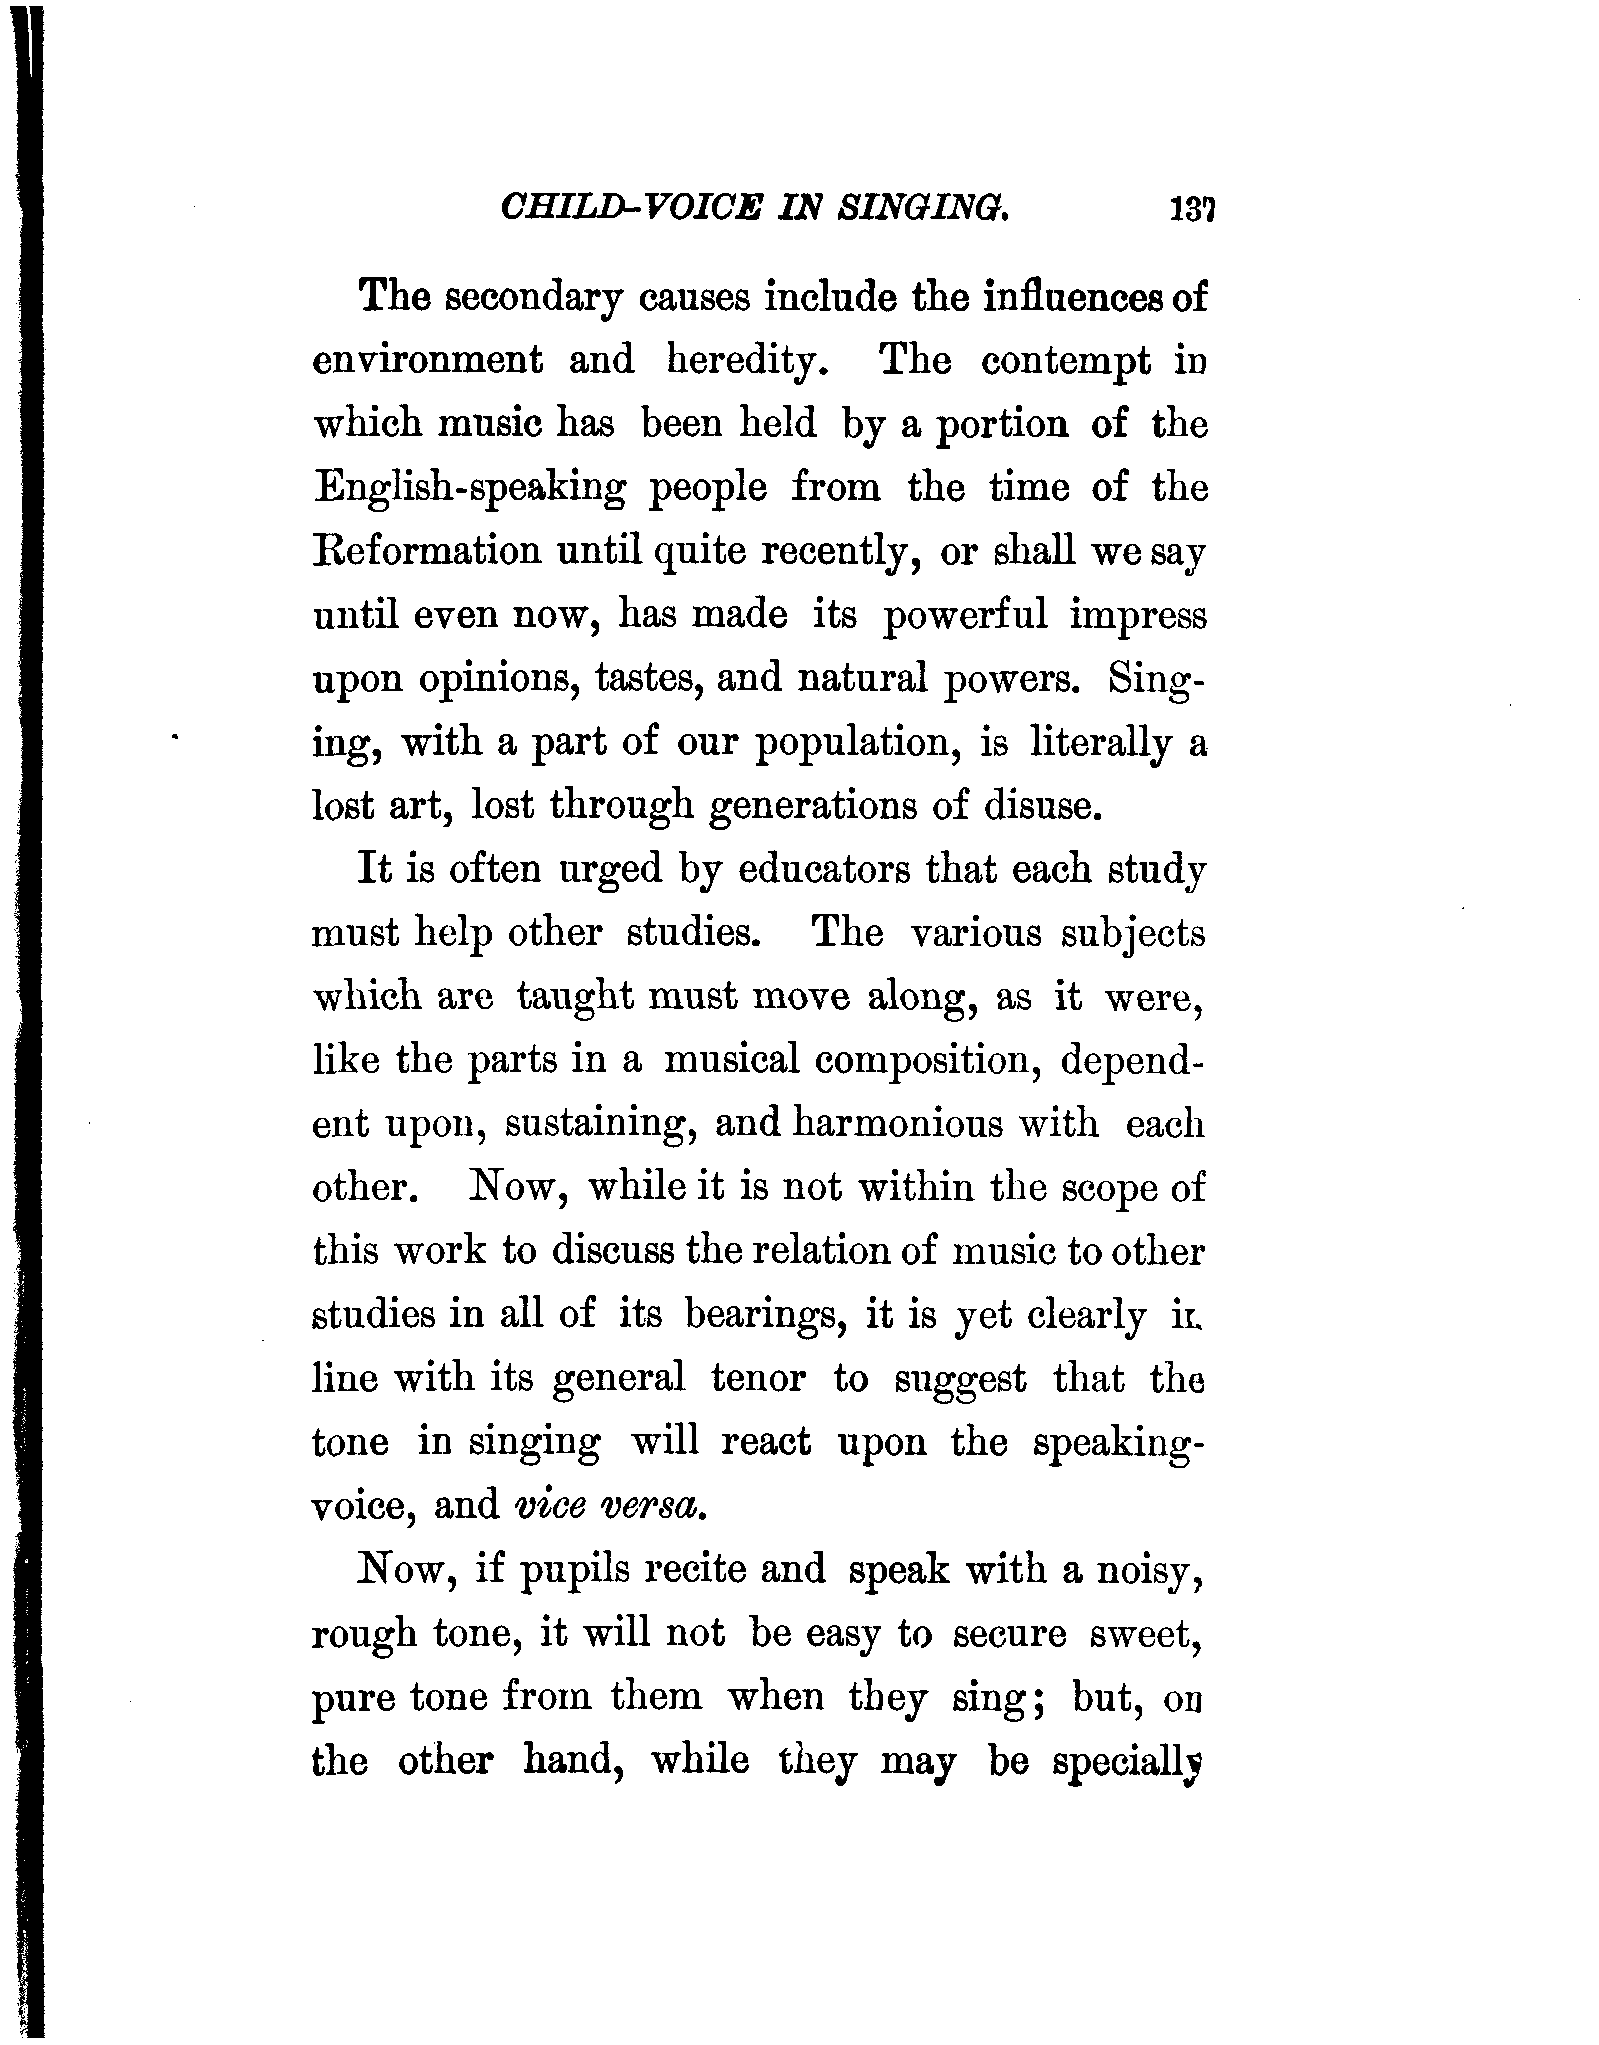 CHILD-VOICE IN SINGING. 137
The secondary causes include the influences of
environment and heredity. The contempt in
which music has been held by a portion of the
English-speaking people from the time of the
Reformation until quite recently, or shall we say
until even now, has made its powerful impress
upon opinions, tastes, and natural powers. Sing-
ing, with a part of our population, is literally a
lost art, lost through generations of disuse.
It is often urged by educators that each study
must help other studies. The various subjects
which are taught must move along, as it were,
like the parts in a musical composition, depend-
ent upon, sustaining, and harmonious with each
other. Now, while it is not within the scope of
this work to discuss the relation of music to other
studies in all of its bearings, it is yet clearly in
line with its general tenor to suggest that the
tone in singing will react upon the speaking-
voice, and vice versa.
Now, if pupils recite and speak with a noisy,
rough tone, it will not be easy to secure sweet,
pure tone from them when they sing; but, on
the other hand, while they may be specially